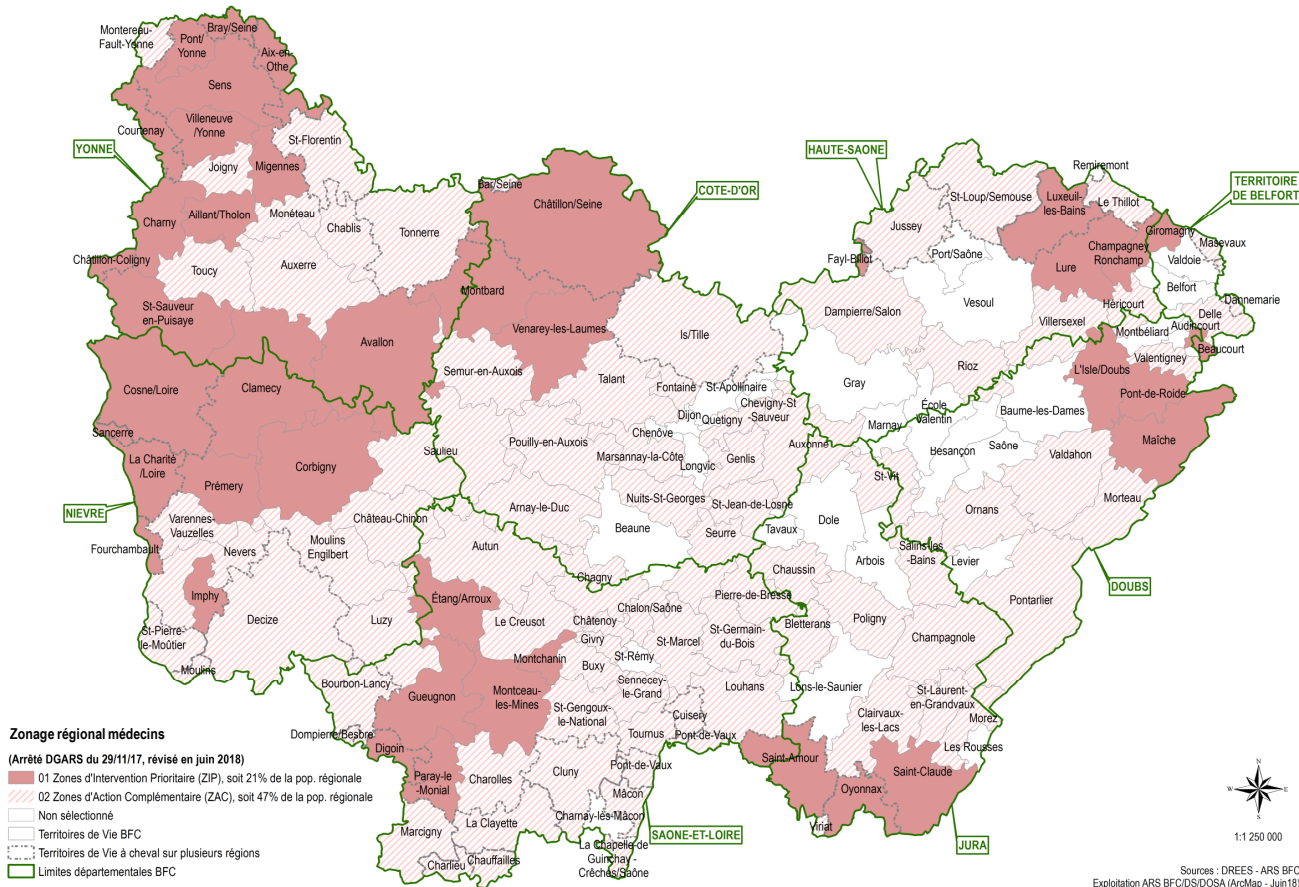 Montereau-
Fault-Yonne
Bray/Seine
Pont/
Yonne
Aix-en-
Othe
Sens
Courtenay
Villeneuve
/Yonne
St-Florentin
YONNE
Joigny
Migennes
HAUTE-SAONE
Remiremont
TERRITOIRE
DE BELFORT
Bar/Seine
COTE-D'OR
Châtillon/Seine
St-Loup/Semouse
Luxeuil
-les-Bains
Le Thillot
Charny
Aillant/Tholon
Monéteau
Chablis
Tonnerre
Jussey
Giromagny
Masevaux
Châtillon-Coligny
Toucy
Auxerre
Fayl-Billot
Port/Saône
Champagney
Ronchamp
Lure
Valdoie
Belfort
Montbard
Vesoul
Dannemarie
St-Sauveur
en-Puisaye
Avallon
Venarey-les-Laumes
Is/Tille
Dampierre/Salon
Héricourt
Villersexel
Delle
Montbéliard
Audincourt
Beaucourt
Valentigney
Semur-en-Auxois
Cosne/Loire
Clamecy
Talant
Fontaine
St-Apollinaire
Gray
Rioz
L'Isle/Doubs
Pont-de-Roide
Dijon
Quetigny
Chevigny-St
-Sauveur
École
Valentin
Marnay
Baume-les-Dames
Sancerre
La Charité
/Loire
Prémery
Corbigny
Saulieu
Pouilly-en-Auxois
Chenôve
Marsannay-la-Côte
Longvic
Genlis
Auxonne
Besançon
Saône
Valdahon
Maîche
NIEVRE
Arnay-le-Duc
Nuits-St-Georges
St-Jean-de-Losne
St-Vit
Morteau
Varennes-
Vauzelles
Château-Chinon
Beaune
Seurre
Tavaux
Dole
Ornans
Fourchambault
Nevers
Moulins
Engilbert
Autun
Salins-les
-Bains
Levier
Arbois
Chaussin
DOUBS
Imphy
Chagny
Étang/Arroux
Pierre-de-Bresse
Pontarlier
Decize
Luzy
Le Creusot
Châtenoy
Chalon/Saône
Bletterans
Poligny
Champagnole
St-Pierre-
le-Moûtier
Givry
St-Marcel
St-Germain-
du-Bois
Moulins
Montchanin
Buxy
St-Rémy
Bourbon-Lancy
Gueugnon
Montceau-
les-Mines
Sennecey-
le-Grand
Louhans
Lons-le-Saunier
St-Laurent-
en-Grandvaux
St-Gengoux-
le-National
Clairvaux-
les-Lacs
Cuisery
Morez
Dompierre/Besbre
Tournus
Pont-de-Vaux
Les Rousses
Digoin
Saint-Amour
Saint-Claude
Paray-le
-Monial
Charolles
Cluny
Pont-de-Vaux
Oyonnax
Mâcon
Viriat
Marcigny
La Clayette
Charnay-lès-Mâcon
SAONE-ET-LOIRE
JURA
Charlieu
Chauffailles
La Chapelle-de
Guinchay -
Crêches/Saône
Zonage régional médecins
(Arrêté DGARS du 29/11/17, révisé en juin 2018)
01 Zones d'Intervention Prioritaire (ZIP), soit 21% de la pop. régionale
02 Zones d'Action Complémentaire (ZAC), soit 47% de la pop. régionale
Non sélectionné
Territoires de Vie BFC
Territoires de Vie à cheval sur plusieurs régions
Limites départementales BFC
N
W
E
S
1:1 250 000
Sources : DREES - ARS BFC
Exploitation ARS BFC/DS/DOSA (ArcMap - Juin18)